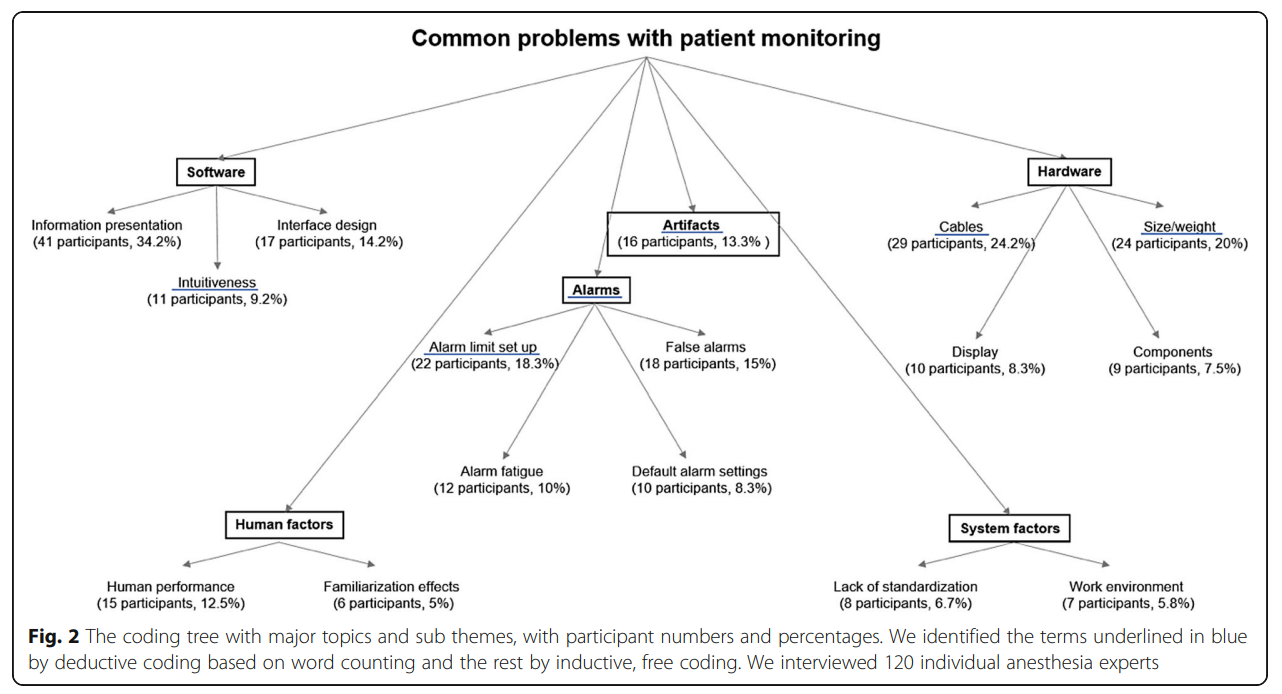 Common problems with patient monitoring
Software
Information presentation
(41 participants, 34.2%)
Interface design
(17 participants, 14.2%)
Intuitiveness
(11 participants, 9.2%)
Artifacts
(16 participants, 13.3% )
Hardware
Cables
(29 participants, 24.2%)
Size/weight
(24 participants, 20%)
Display
(10 participants, 8.3%)
Components
(9 participants, 7.5%)
Alarms
Alarm limit set up
(22 participants, 18.3%)
False alarms
(18 participants, 15%)
Alarm fatigue
(12 participants, 10%)
Default alarm settings
(10 participants, 8.3%)
Human factors
Human performance
(15 participants, 12.5%)
Familiarization effects
(6 participants, 5%)
System factors
Lack of standardization
(8 participants, 6.7%)
Work environment
(7 participants, 5.8%)
Fig. 2 The coding tree with major topics and sub themes, with participant numbers and percentages. We identified the terms underlined in blue
by deductive coding based on word counting and the rest by inductive, free coding. We interviewed 120 individual anesthesia experts